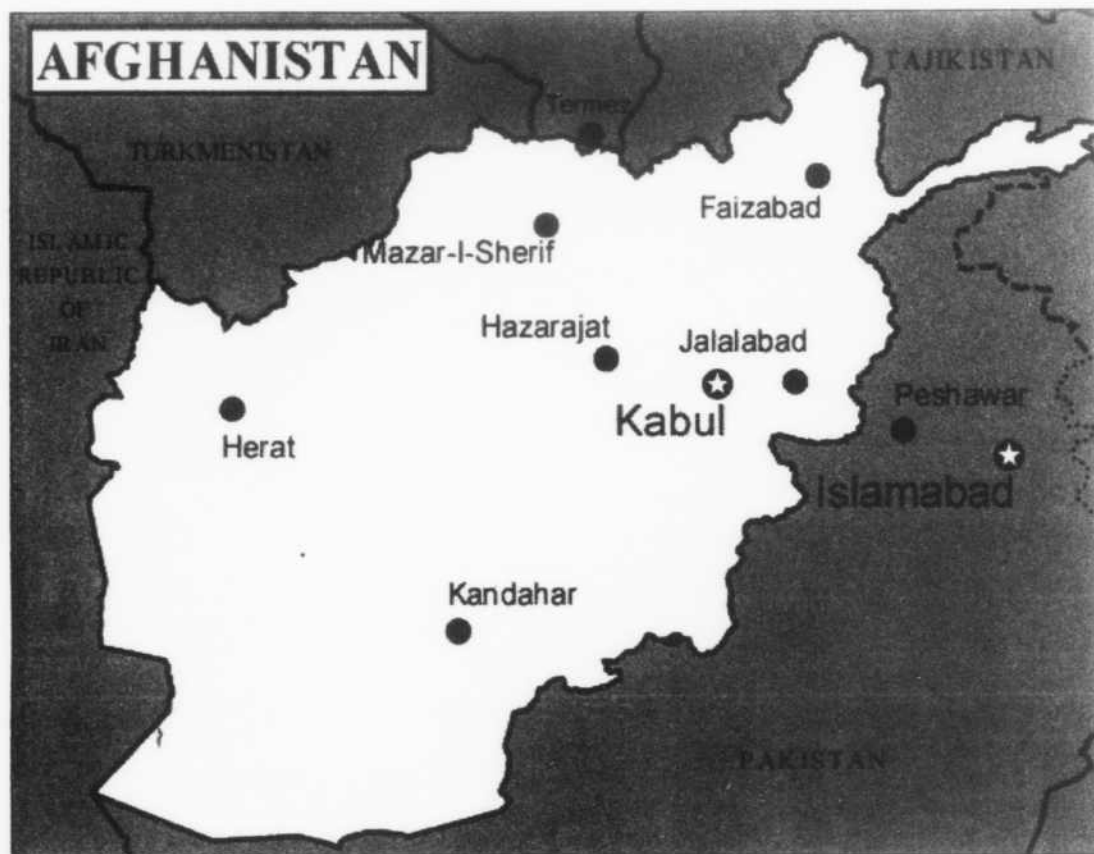 AFGHANISTAN
TAJIKISTAN
Termez
TURKMENISTAN
Faizabad
ISLAMIC
REPUBLIC
OF
IRAN
Mazar-I-Sherif
Hazarajat
Jalalabad
Kabul
Peshawar
Herat
Islamabad
Kandahar
PAKISTAN